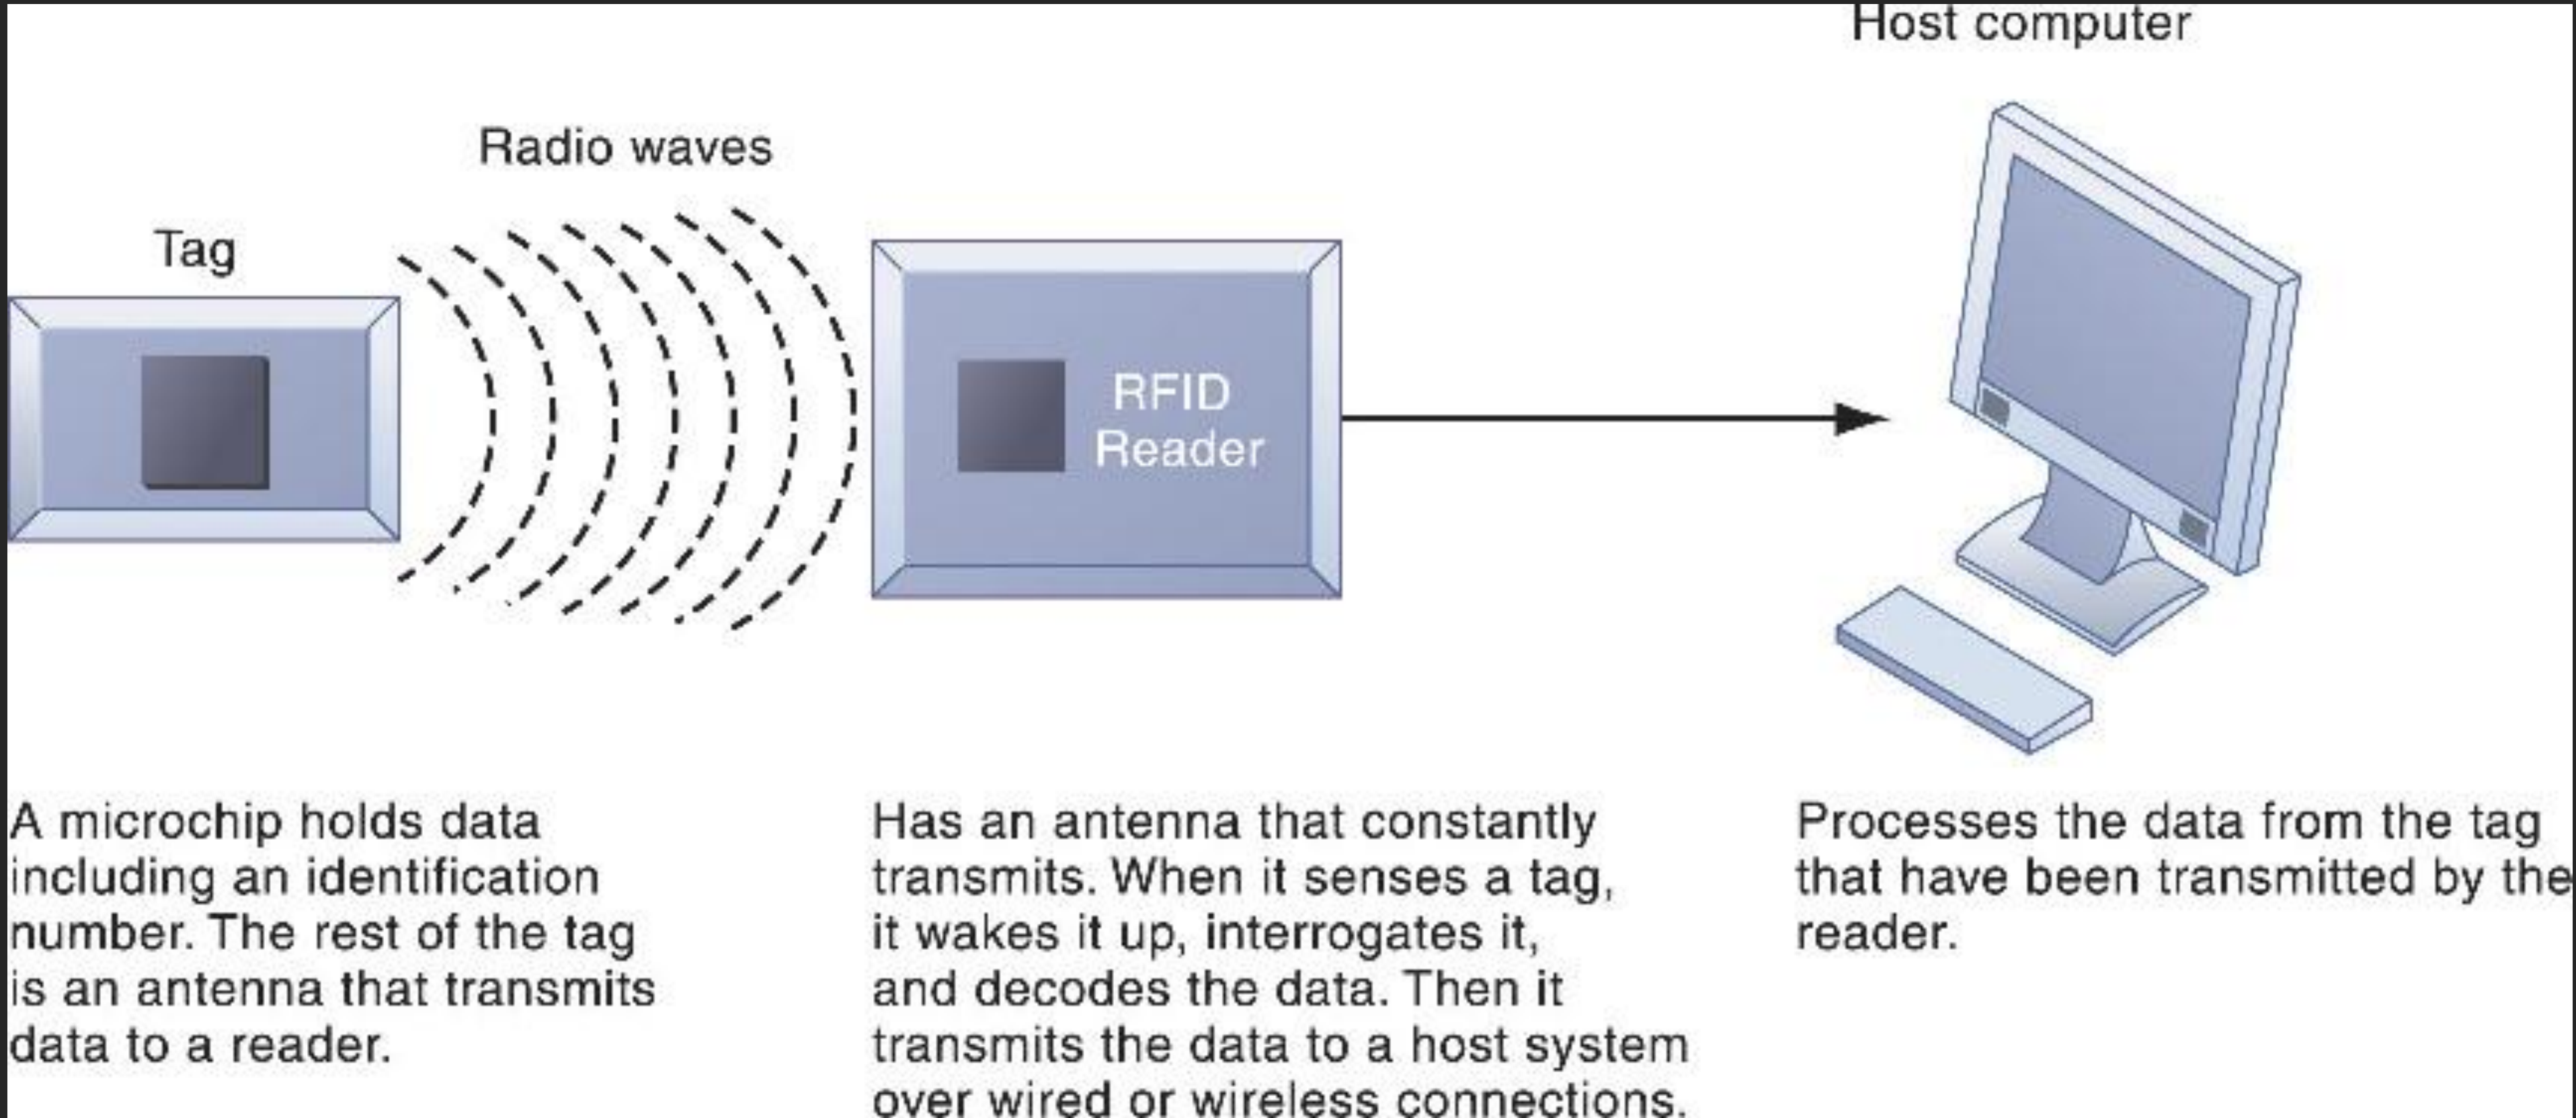 Host computer
Radio waves
Tag
RFID
Reader
A microchip holds data
including an identification
number. The rest of the tag
is an antenna that transmits
data to a reader.
Has an antenna that constantly
transmits. When it senses a tag,
it wakes it up, interrogates it,
and decodes the data. Then it
transmits the data to a host system
over wired or wireless connections.
Processes the data from the tag
that have been transmitted by the
reader.